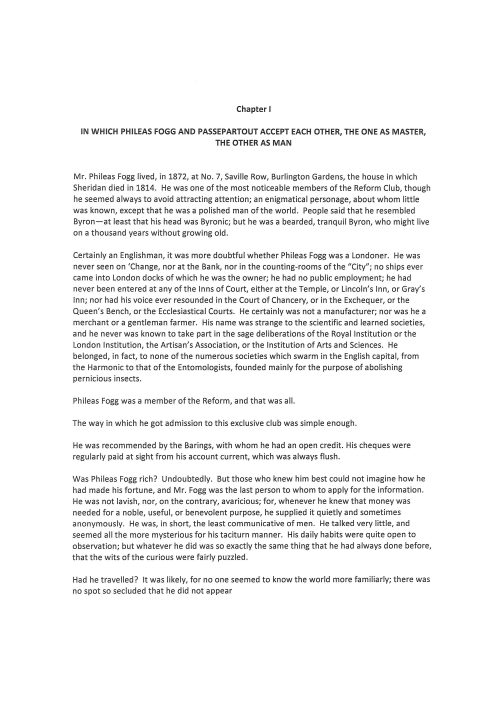 Chapter I
IN WHICH PHILEAS FOGG AND PASSEPARTOUT ACCEPT EACH OTHER, THE ONE AS MASTER,
THE OTHER AS MAN
Mr. Phileas Fogg lived, in 1872, at No. 7, Saville Row, Burlington Gardens, the house in which
Sheridan died in 1814.  He was one of the most noticeable members of the Reform Club, though
he seemed always to avoid attracting attention; an enigmatical personage, about whom little
was known, except that he was a polished man of the world.  People said that he resembled
Byron—at least that his head was Byronic; but he was a bearded, tranquil Byron, who might live
on a thousand years without growing old.
Certainly an Englishman, it was more doubtful whether Phileas Fogg was a Londoner.  He was
never seen on 'Change, nor at the Bank, nor in the counting-rooms of the "City"; no ships ever
came into London docks of which he was the owner; he had no public employment; he had
never been entered at any of the Inns of Court, either at the Temple, or Lincoln's Inn, or Gray's
Inn; nor had his voice ever resounded in the Court of Chancery, or in the Exchequer, or the
Queen's Bench, or the Ecclesiastical Courts.  He certainly was not a manufacturer; nor was he a
merchant or a gentleman farmer.  His name was strange to the scientific and learned societies,
and he never was known to take part in the sage deliberations of the Royal Institution or the
London Institution, the Artisan's Association, or the Institution of Arts and Sciences.  He
belonged, in fact, to none of the numerous societies which swarm in the English capital, from
the Harmonic to that of the Entomologists, founded mainly for the purpose of abolishing
pernicious insects.
Phileas Fogg was a member of the Reform, and that was all.
The way in which he got admission to this exclusive club was simple enough.
He was recommended by the Barings, with whom he had an open credit. His cheques were
regularly paid at sight from his account current, which was always flush.
Was Phileas Fogg rich?  Undoubtedly.  But those who knew him best could not imagine how he
had made his fortune, and Mr. Fogg was the last person to whom to apply for the information.
He was not lavish, nor, on the contrary, avaricious; for, whenever he knew that money was
needed for a noble, useful, or benevolent purpose, he supplied it quietly and sometimes
anonymously.  He was, in short, the least communicative of men.  He talked very little, and
seemed all the more mysterious for his taciturn manner.  His daily habits were quite open to
observation; but whatever he did was so exactly the same thing that he had always done before,
that the wits of the curious were fairly puzzled.
Had he travelled?  It was likely, for no one seemed to know the world more familiarly; there was
no spot so secluded that he did not appear